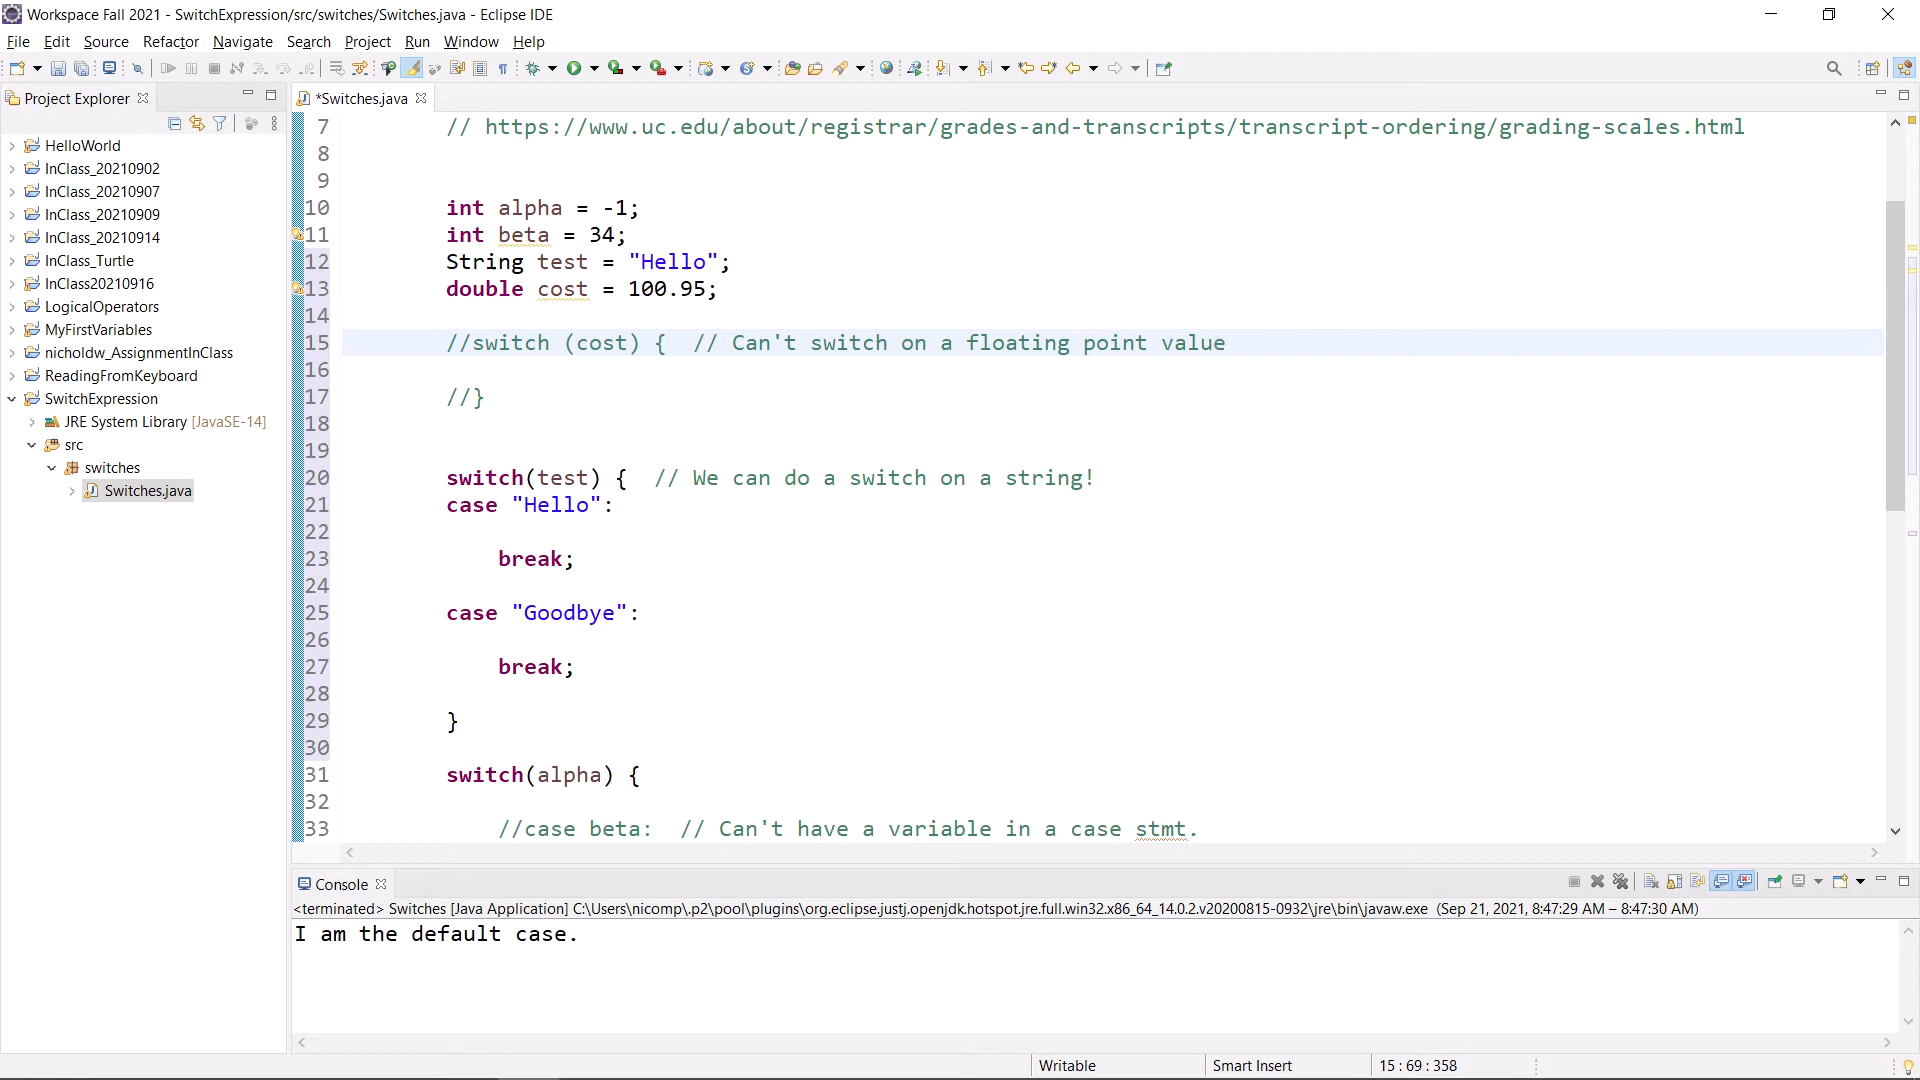 Workspace Fall 2021 - SwitchExpression/src/switches/Switches.java - Eclipse IDE
File Edit Source Refactor Navigate Search Project Run Window Help
Project Explorer
*Switches.java
HelloWorld
InClass_20210902
InClass_20210907
InClass_20210909
InClass_20210914
InClass_Turtle
InClass20210916
LogicalOperators
MyFirstVariables
nicholdw_AssignmentInClass
ReadingFromKeyboard
SwitchExpression
JRE System Library [JavaSE-14]
src
switches
Switches.java
7 // https://www.uc.edu/about/registrar/grades-and-transcripts/transcript-ordering/grading-scales.html
8
9
10 int alpha = -1;
11 int beta = 34;
12 String test = "Hello";
13 double cost = 100.95;
14
15 //switch (cost) {  // Can't switch on a floating point value
16
17 //}
18
19
20 switch(test) {  // We can do a switch on a string!
21 case "Hello":
22
23 break;
24
25 case "Goodbye":
26
27 break;
28
29 }
30
31 switch(alpha) {
32
33 //case beta:  // Can't have a variable in a case stmt.
Console
<terminated> Switches [Java Application] C:\Users\nicomp\.p2\pool\plugins\org.eclipse.justj.openjdk.hotspot.jre.full.win32.x86_64_14.0.2.v20200815-0932\jre\bin\javaw.exe (Sep 21, 2021, 8:47:29 AM – 8:47:30 AM)
I am the default case.
Writable Smart Insert 15 : 69 : 358